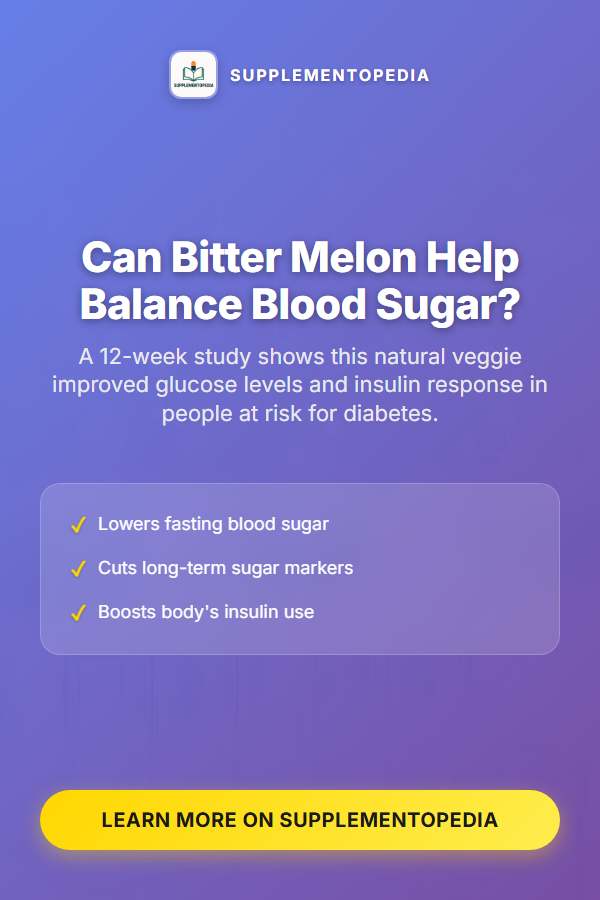 SUPPLEMENTOPEDIA
SUPPLEMENTOPEDIA
Can Bitter Melon Help
Balance Blood Sugar?
A 12-week study shows this natural veggie
improved glucose levels and insulin response in
people at risk for diabetes.
✓ Lowers fasting blood sugar
✓ Cuts long-term sugar markers
✓ Boosts body's insulin use
LEARN MORE ON SUPPLEMENTOPEDIA